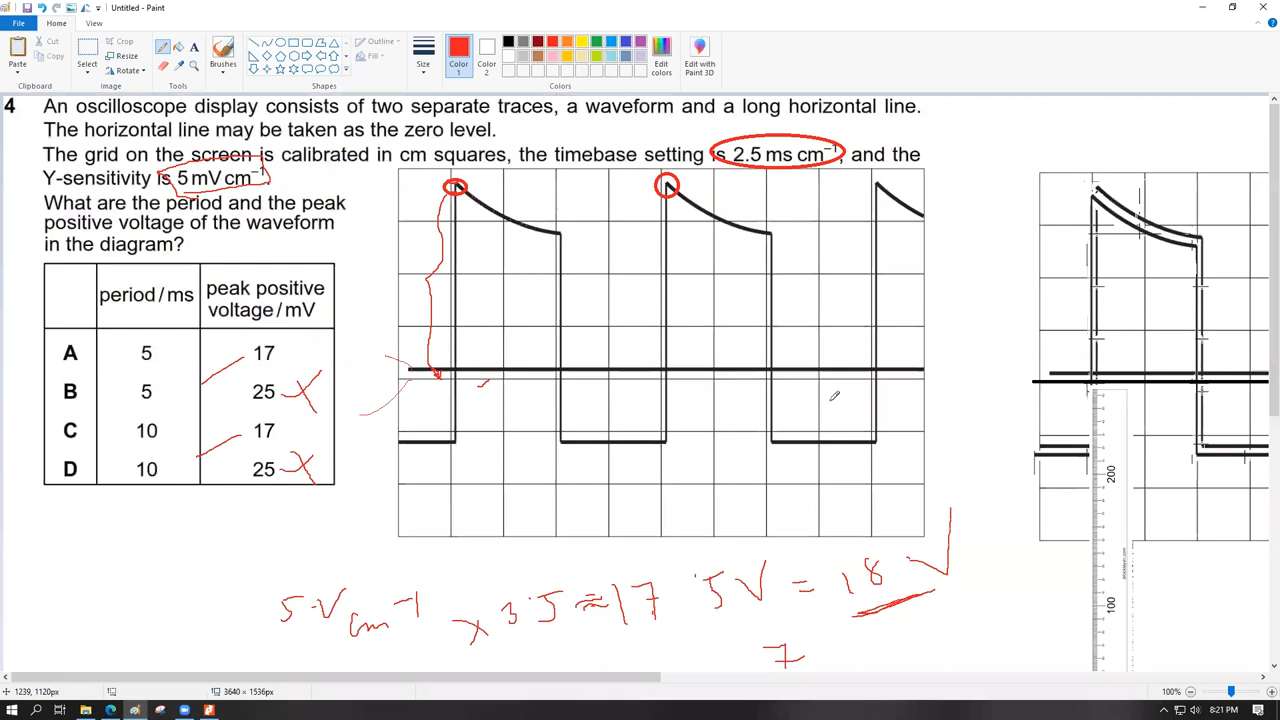 Untitled - Paint
File Home View
Paste
Cut
Copy
Clipboard
Select
Crop
Resize
Rotate
Image
A
Tools
Brushes
Outline
Fill
Shapes
Size
Color 1
Color 2
Edit colors
Colors
Edit with Paint 3D
4 An oscilloscope display consists of two separate traces, a waveform and a long horizontal line.
The horizontal line may be taken as the zero level.
The grid on the screen is calibrated in cm squares, the timebase setting is 2.5 ms cm⁻¹, and the
Y-sensitivity is 5 mV cm⁻¹
What are the period and the peak
positive voltage of the waveform
in the diagram?
period / ms peak positive voltage / mV
A 5 17
B 5 25
C 10 17
D 10 25
200
100
5.V cm⁻¹ x 3.5 ≈ 17.5V = 18 V
7
1239, 1120px
3640 × 1536px
100%
8:21 PM